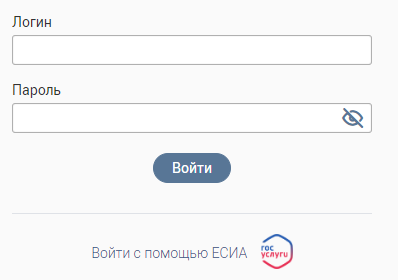 Логин
Пароль
Войти
Войти с помощью ЕСИА
гос
услуги